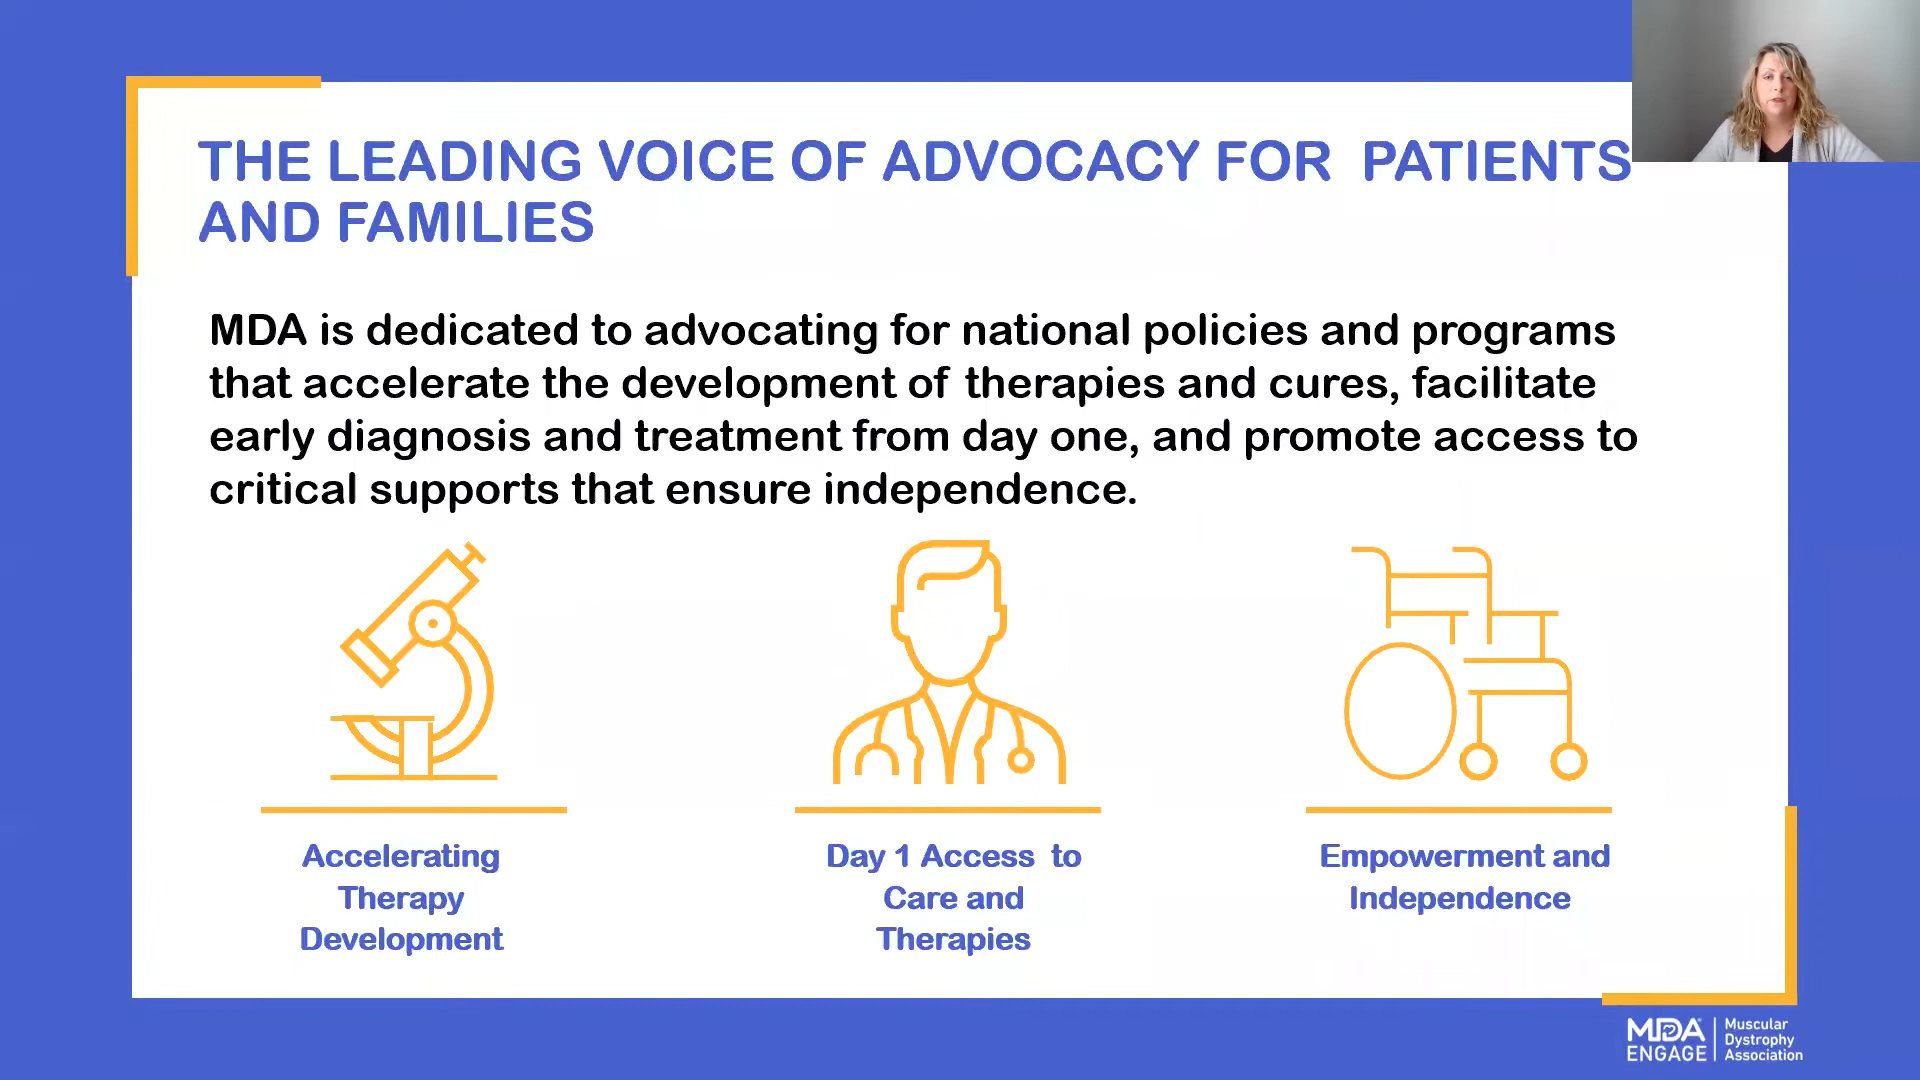 THE LEADING VOICE OF ADVOCACY FOR PATIENTS
AND FAMILIES
MDA is dedicated to advocating for national policies and programs
that accelerate the development of therapies and cures, facilitate
early diagnosis and treatment from day one, and promote access to
critical supports that ensure independence.
Accelerating
Therapy
Development
Day 1 Access to
Care and
Therapies
Empowerment and
Independence
MDA
ENGAGE
Muscular
Dystrophy
Association